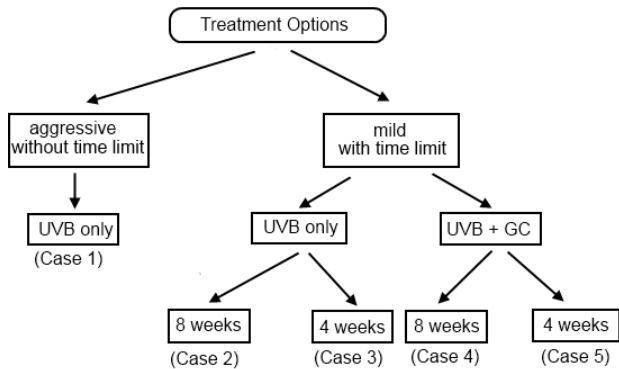 Treatment Options
aggressive
without time limit
mild
with time limit
UVB only
(Case 1)
UVB only
UVB + GC
8 weeks
(Case 2)
4 weeks
(Case 3)
8 weeks
(Case 4)
4 weeks
(Case 5)